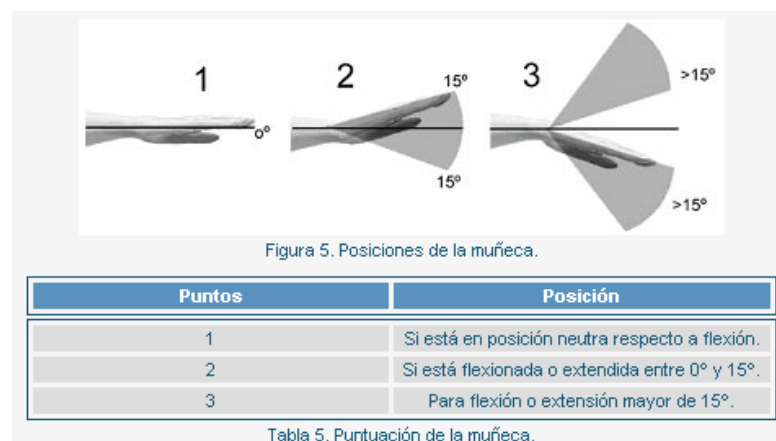 1
2
3
0º
15º
15º
>15º
>15º
Figura 5. Posiciones de la muñeca.
Puntos Posición
1 Si está en posición neutra respecto a flexión.
2 Si está flexionada o extendida entre 0º y 15º.
3 Para flexión o extensión mayor de 15º.
Tabla 5. Puntuación de la muñeca.